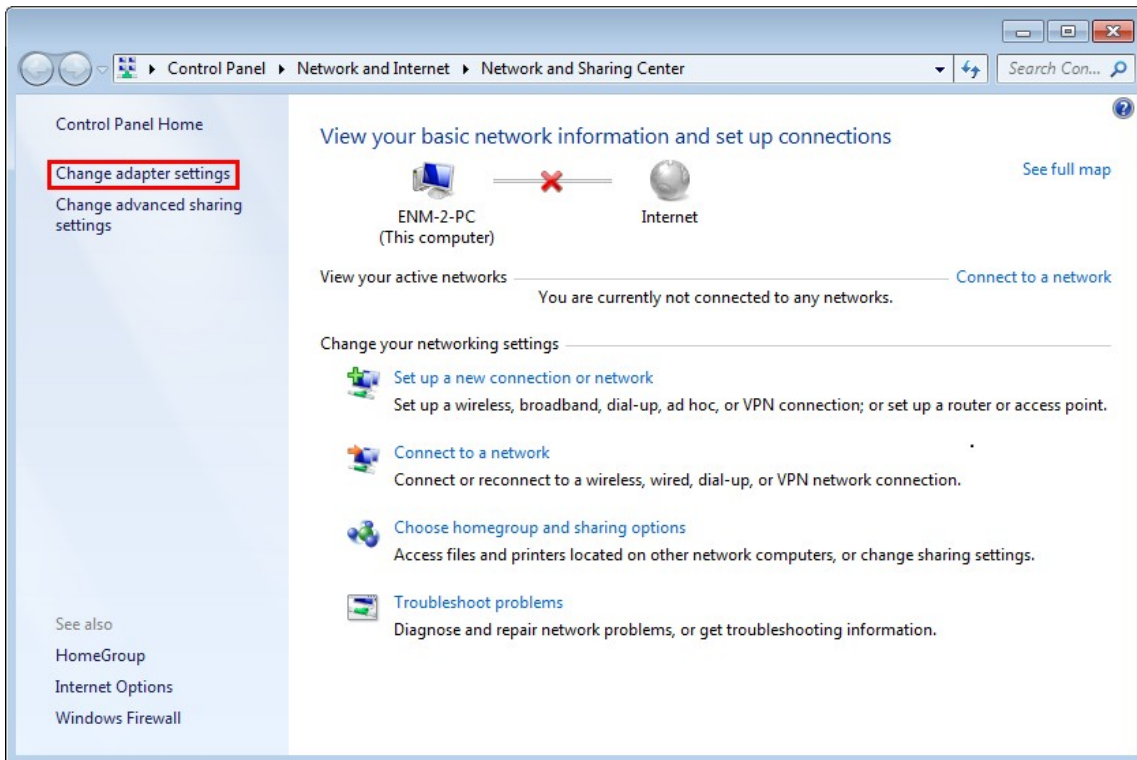 Control Panel ▸ Network and Internet ▸ Network and Sharing Center
Search Con...
Control Panel Home
Change adapter settings
Change advanced sharing
settings
See also
HomeGroup
Internet Options
Windows Firewall
View your basic network information and set up connections
See full map
ENM-2-PC
(This computer)
Internet
View your active networks
Connect to a network
You are currently not connected to any networks.
Change your networking settings
Set up a new connection or network
Set up a wireless, broadband, dial-up, ad hoc, or VPN connection; or set up a router or access point.
Connect to a network
Connect or reconnect to a wireless, wired, dial-up, or VPN network connection.
Choose homegroup and sharing options
Access files and printers located on other network computers, or change sharing settings.
Troubleshoot problems
Diagnose and repair network problems, or get troubleshooting information.